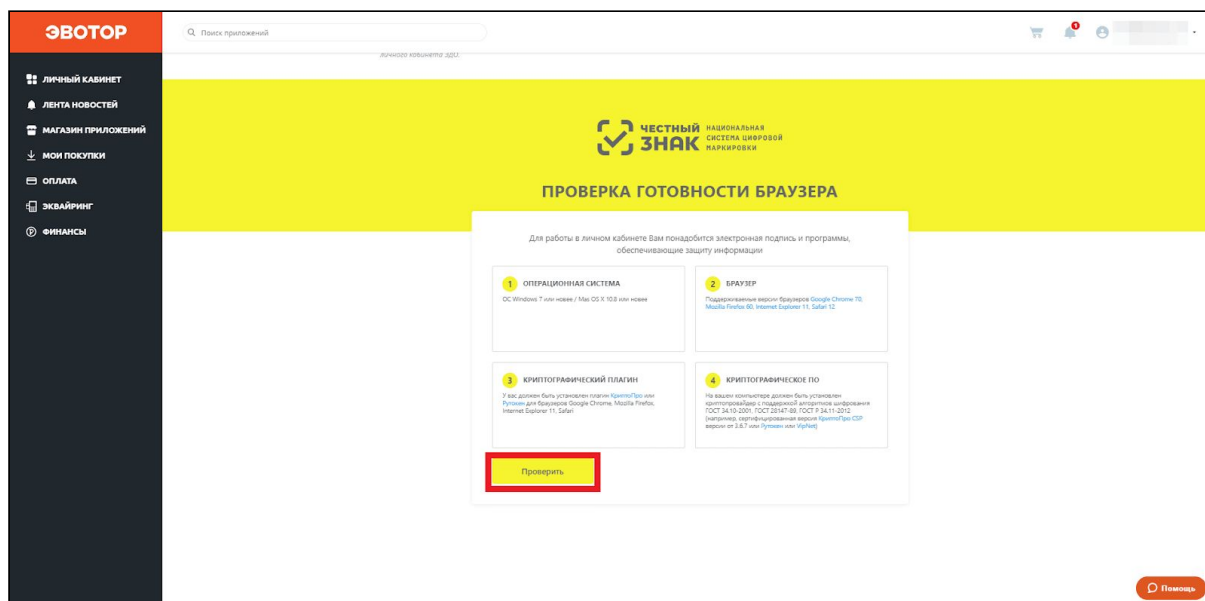 ЭВОТОР
Поиск приложений
1
личного кабинета ЭДО.
ЛИЧНЫЙ КАБИНЕТ
ЛЕНТА НОВОСТЕЙ
МАГАЗИН ПРИЛОЖЕНИЙ
МОИ ПОКУПКИ
ОПЛАТА
ЭКВАЙРИНГ
ФИНАНСЫ
ЧЕСТНЫЙ ЗНАК
НАЦИОНАЛЬНАЯ
СИСТЕМА ЦИФРОВОЙ
МАРКИРОВКИ
ПРОВЕРКА ГОТОВНОСТИ БРАУЗЕРА
Для работы в личном кабинете Вам понадобится электронная подпись и программы,
обеспечивающие защиту информации
1 ОПЕРАЦИОННАЯ СИСТЕМА
ОС Windows 7 или новее / Mac OS X 10.8 или новее
2 БРАУЗЕР
Поддерживаемые версии браузеров Google Chrome 70,
Mozilla Firefox 60, Internet Explorer 11, Safari 12
3 КРИПТОГРАФИЧЕСКИЙ ПЛАГИН
У вас должен быть установлен плагин КриптоПро или
Рутокен для браузеров Google Chrome, Mozilla Firefox,
Internet Explorer 11, Safari
4 КРИПТОГРАФИЧЕСКОЕ ПО
На вашем компьютере должен быть установлен
криптопровайдер с поддержкой алгоритмов шифрования
ГОСТ 34.10-2001, ГОСТ 28147-89, ГОСТ Р 34.11-2012
(например, сертифицированная версия КриптоПро CSP
версии от 3.6.7 или Рутокен или VipNet)
Проверить
Помощь